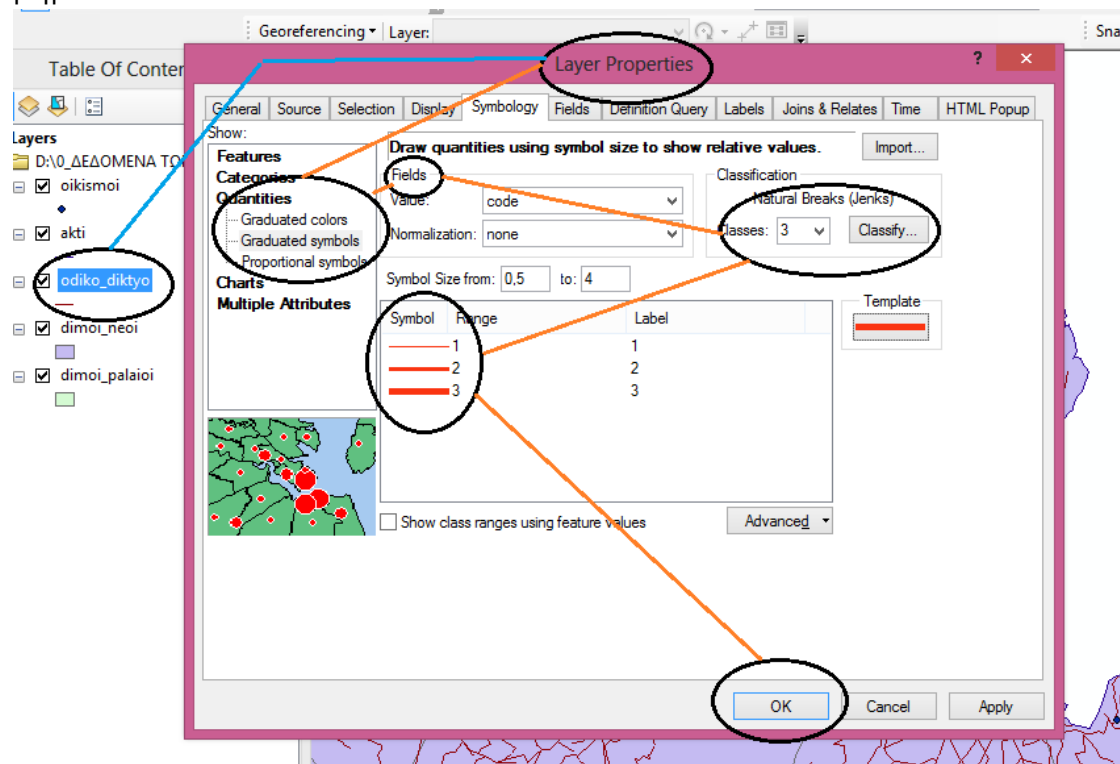 Georeferencing Layer:
Sna
Table Of Conter
Layer Properties
? ×
General Source Selection Display Symbology Fields Definition Query Labels Joins & Relates Time HTML Popup
Layers
D:\0_ΔΕΔΟΜΕΝΑ ΤΟ
oikismoi
akti
odiko_diktyo
dimoi_neoi
dimoi_palaioi
Show:
Features
Categories
Quantities
Graduated colors
Graduated symbols
Proportional symbols
Charts
Multiple Attributes
Draw quantities using symbol size to show relative values.
Import...
Fields
Value: code
Normalization: none
Classification
Natural Breaks (Jenks)
Classes: 3 Classify...
Symbol Size from: 0,5 to: 4
Symbol Range Label
1 1
2 2
3 3
Template
Show class ranges using feature values
Advanced
OK Cancel Apply